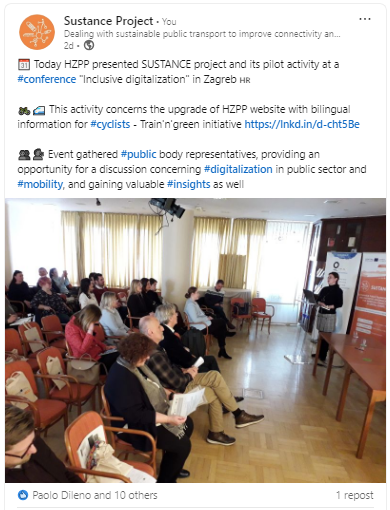 Sustance Project • You
Dealing with sustainable public transport to improve connectivity an...
2d •
Today HZPP presented SUSTANCE project and its pilot activity at a
#conference "Inclusive digitalization" in Zagreb HR
This activity concerns the upgrade of HZPP website with bilingual
information for #cyclists - Train'n'green initiative https://lnkd.in/d-cht5Be
Event gathered #public body representatives, providing an
opportunity for a discussion concerning #digitalization in public sector and
#mobility, and gaining valuable #insights as well
Paolo Dileno and 10 others
1 repost